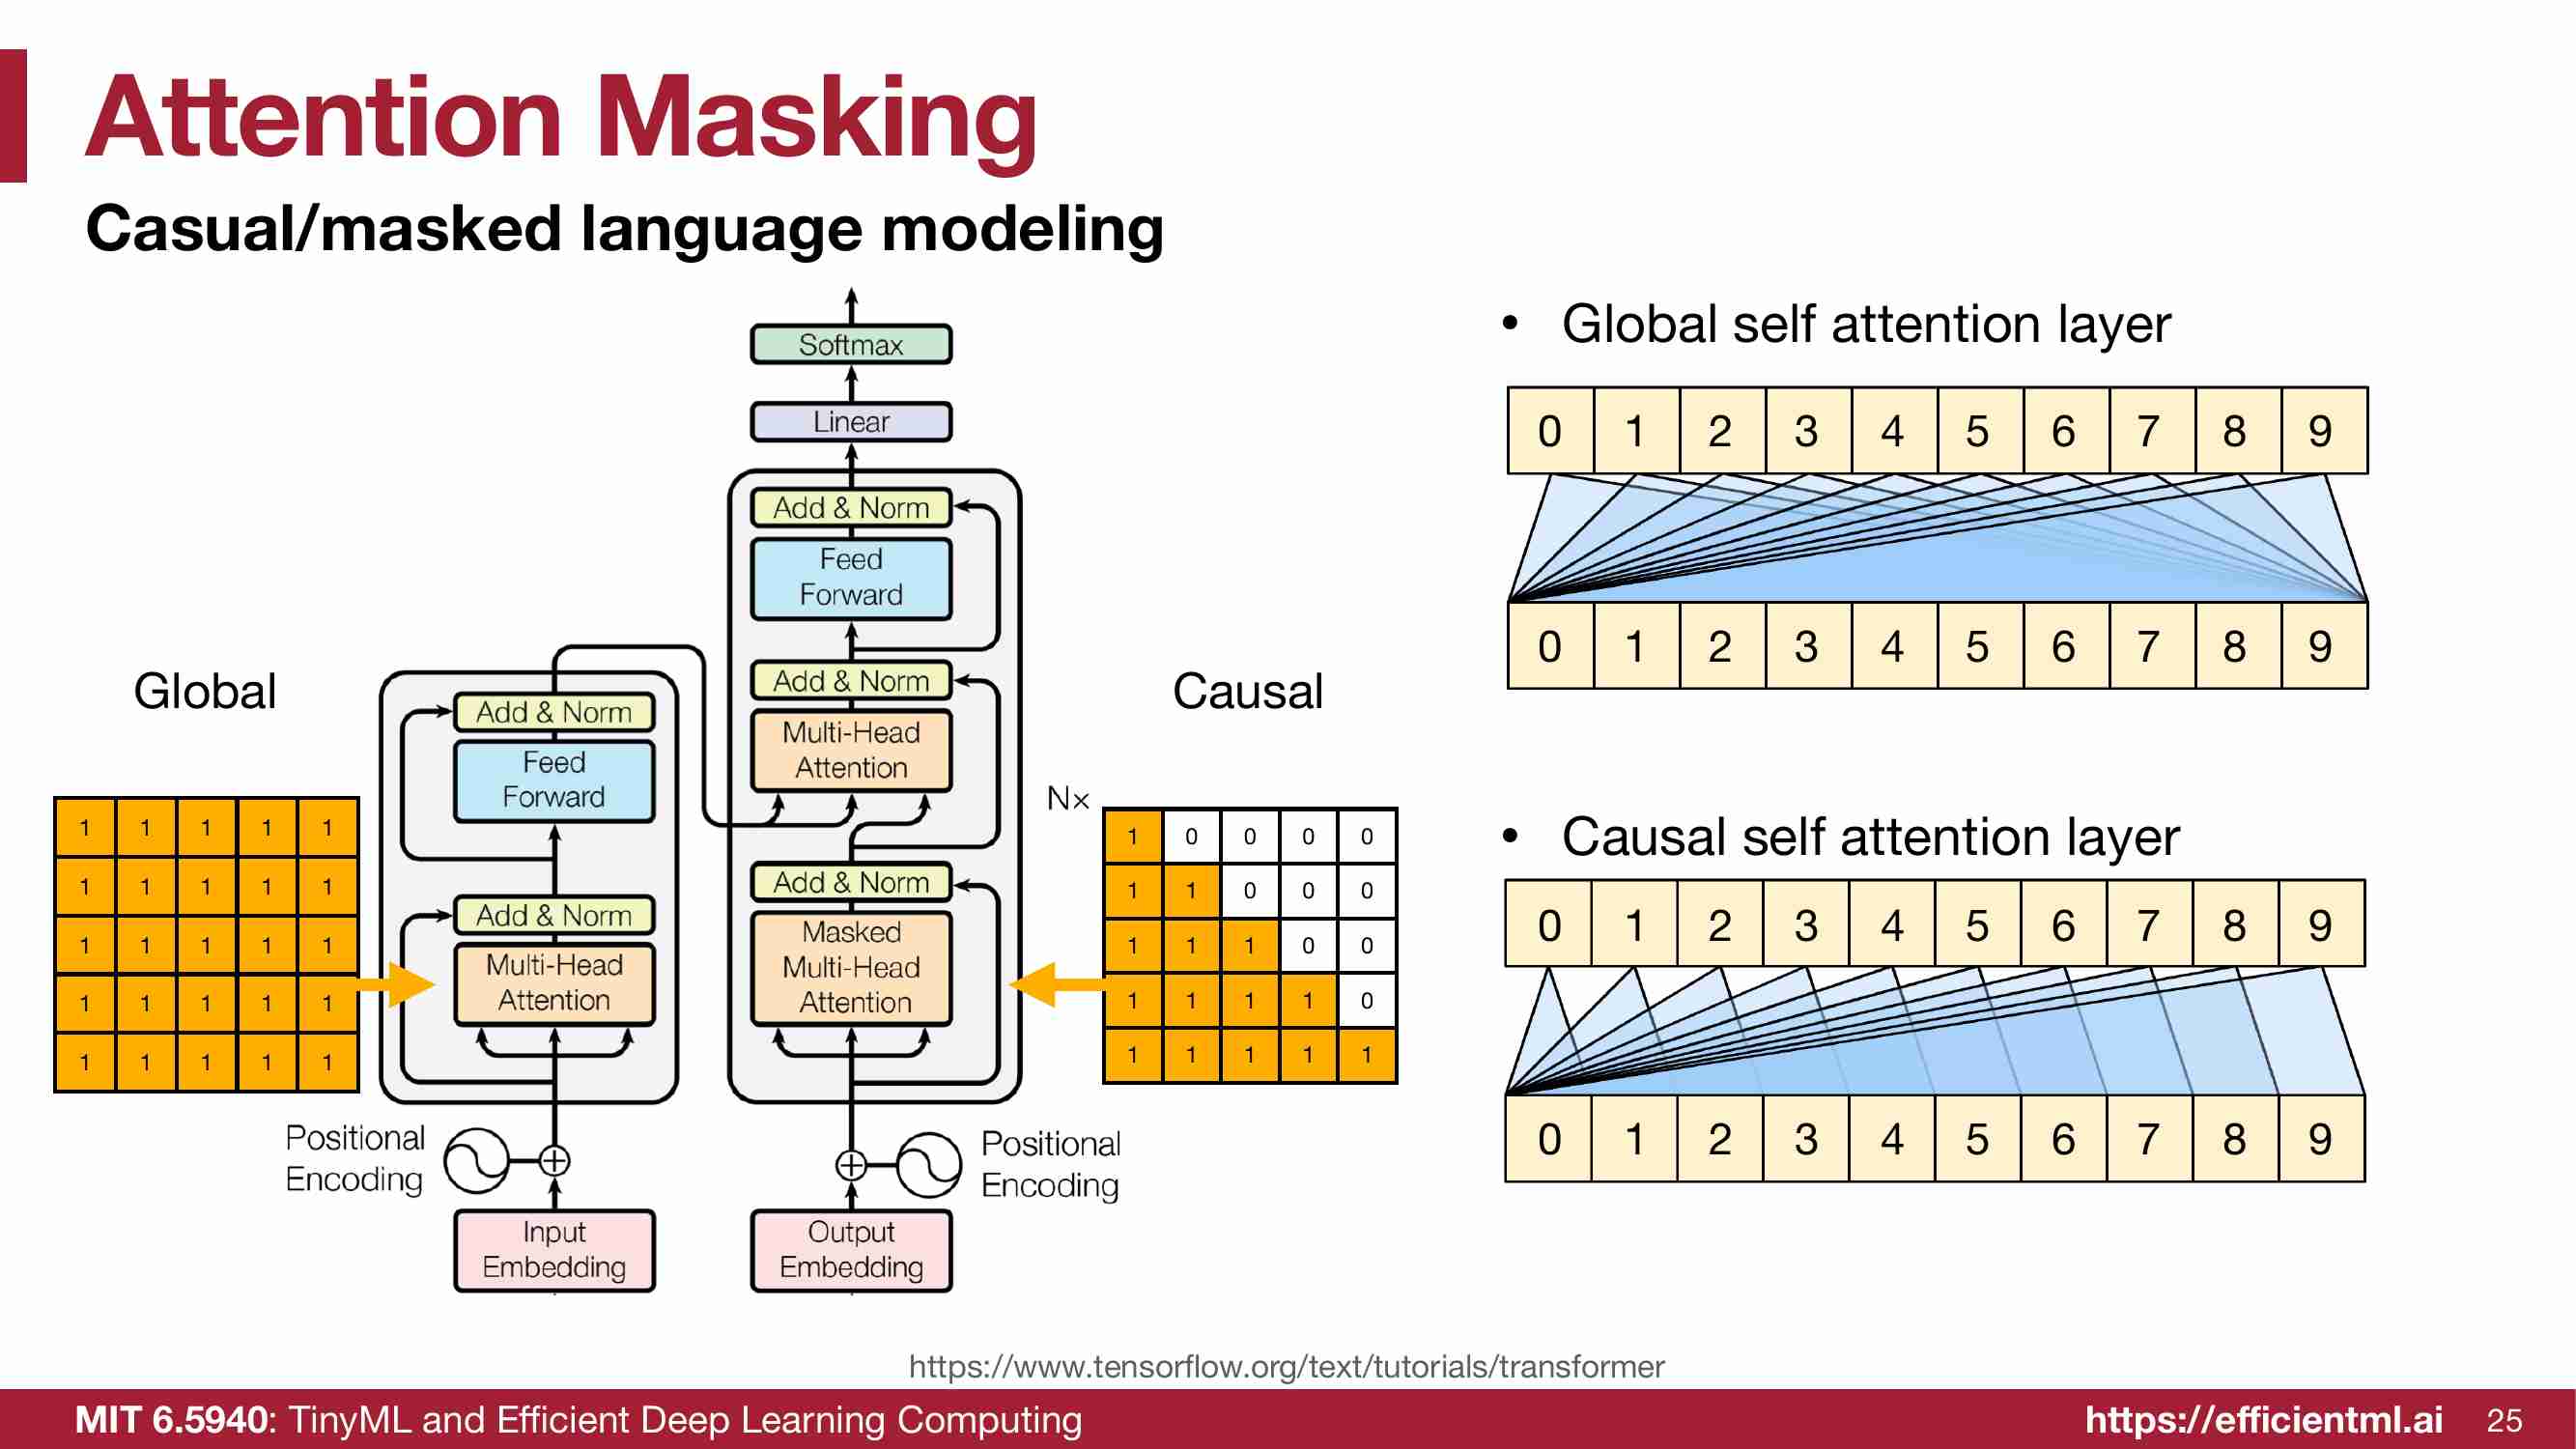 Attention Masking
Casual/masked language modeling
Softmax
Linear
Add & Norm
Feed
Forward
Add & Norm
Multi-Head
Attention
Nx
Add & Norm
Masked
Multi-Head
Attention
Positional
Encoding
Output
Embedding
Add & Norm
Feed
Forward
Add & Norm
Multi-Head
Attention
Positional
Encoding
Input
Embedding
Global
1 1 1 1 1
1 1 1 1 1
1 1 1 1 1
1 1 1 1 1
1 1 1 1 1
Causal
1 0 0 0 0
1 1 0 0 0
1 1 1 0 0
1 1 1 1 0
1 1 1 1 1
• Global self attention layer
0 1 2 3 4 5 6 7 8 9
0 1 2 3 4 5 6 7 8 9
• Causal self attention layer
0 1 2 3 4 5 6 7 8 9
0 1 2 3 4 5 6 7 8 9
https://www.tensorflow.org/text/tutorials/transformer
MIT 6.5940: TinyML and Efficient Deep Learning Computing
https://efficientml.ai 25